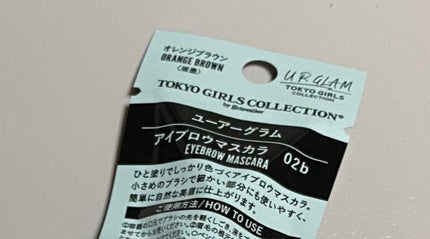 オレンジブラウン
ORANGE BROWN
〈眉墨〉
URGLAM
TOKYO GIRLS
COLLECTION
TOKYO GIRLS COLLECTION®
by girlswalker
ユーアーグラム
アイブロウマスカラ 02b
EYEBROW MASCARA
ひと塗りでしっかり色づくアイブロウマスカラ。
小さめのブラシで細かい部分にも使いやすく、
簡単に自然な美眉に仕上がります。
ご使用方法/HOW TO USE